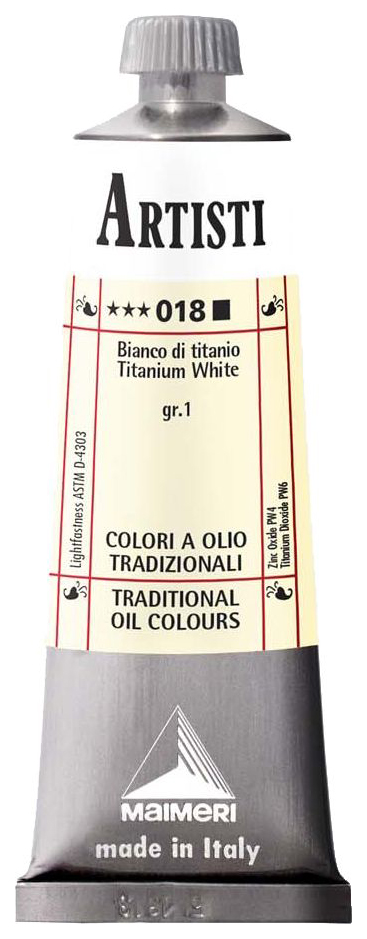 ARTISTI
★★★018■
Bianco di titanio
Titanium White
gr.1
Lightfastness ASTM D-4303
Zinc Oxide PW4
Titanium Dioxide PW6
COLORI A OLIO
TRADIZIONALI
TRADITIONAL
OIL COLOURS
MAIMERI
made in Italy